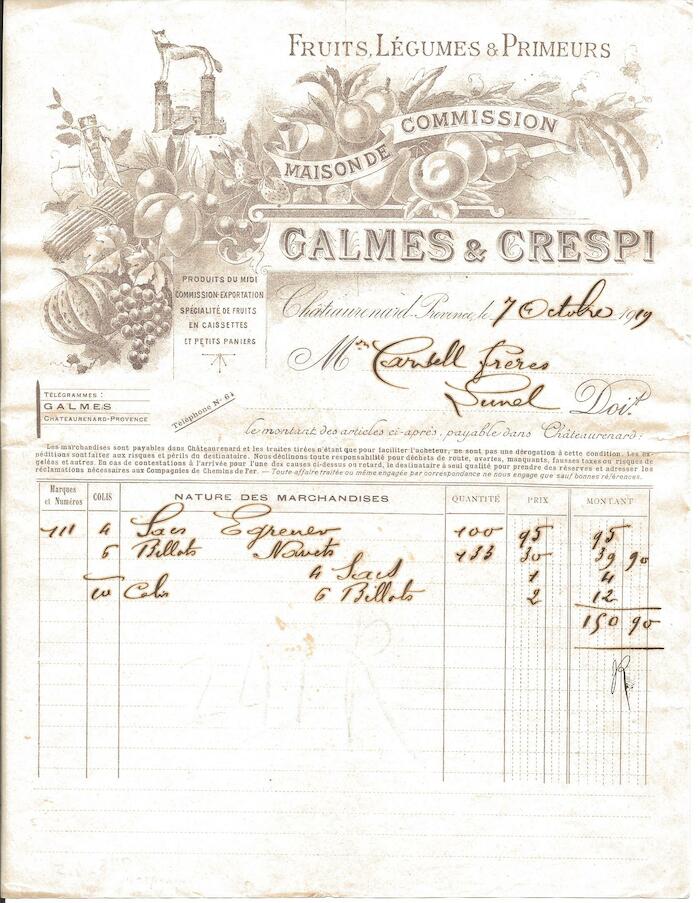 FRUITS, LÉGUMES & PRIMEURS
MAISON DE COMMISSION
GALMES & CRESPI
PRODUITS DU MIDI
COMMISSION-EXPORTATION
SPÉCIALITÉ DE FRUITS
EN CAISSETTES
ET PETITS PANIERS
Châteaurenard-Provence, le 7 Octobre 1919
M frères
Lunel Doit
TÉLÉGRAMMES :
GALMES
CHATEAURENARD-PROVENCE
Téléphone N° 61
le montant des articles ci-après, payable dans Châteaurenard:
Les marchandises sont payables dans Châteaurenard et les traites tirées n'étant que pour faciliter l'acheteur, ne sont pas une dérogation à cette condition. Les ex-
péditions sont faites aux risques et périls du destinataire. Nous déclinons toute responsabilité pour déchets de route, avaries, manquants, fausses taxes ou risques de
gelées et autres. En cas de contestations à l'arrivée pour l'une des causes ci-dessus ou retard, le destinataire a seul qualité pour prendre des réserves et adresser les
réclamations nécessaires aux Compagnies de Chemins de Fer. — Toute affaire traitée ou même engagée par correspondance ne nous engage que sauf bonnes références.
Marques et Numéros COLIS NATURE DES MARCHANDISES QUANTITÉ PRIX MONTANT
4 Sacs 100 95 95
6 Billots Navets 133 30 39 90
4 Sacs 1 4
10 Colis 6 Billots 2 12
150 90